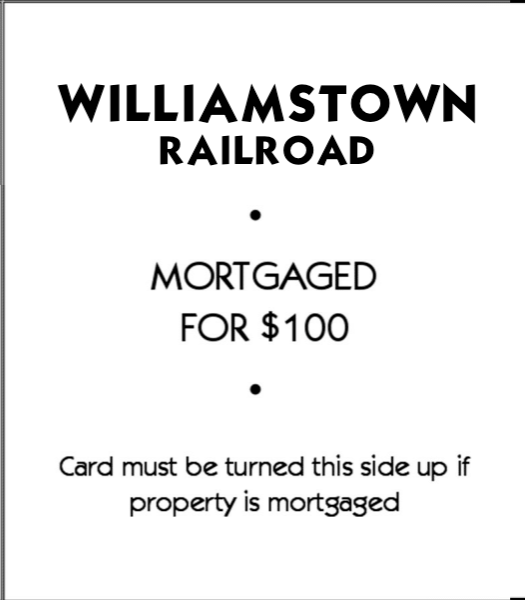 WILLIAMSTOWN
RAILROAD
•
MORTGAGED
FOR $100
•
Card must be turned this side up if
property is mortgaged